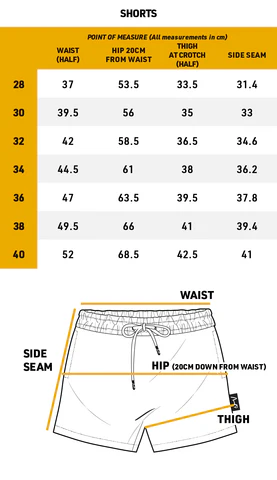 SHORTS
POINT OF MEASURE (All measurements in cm)
WAIST (HALF) HIP 20CM FROM WAIST THIGH AT CROTCH (HALF) SIDE SEAM
28 37 53.5 33.5 31.4
30 39.5 56 35 33
32 42 58.5 36.5 34.6
34 44.5 61 38 36.2
36 47 63.5 39.5 37.8
38 49.5 66 41 39.4
40 52 68.5 42.5 41
WAIST
SIDE SEAM
HIP (20CM DOWN FROM WAIST)
THIGH